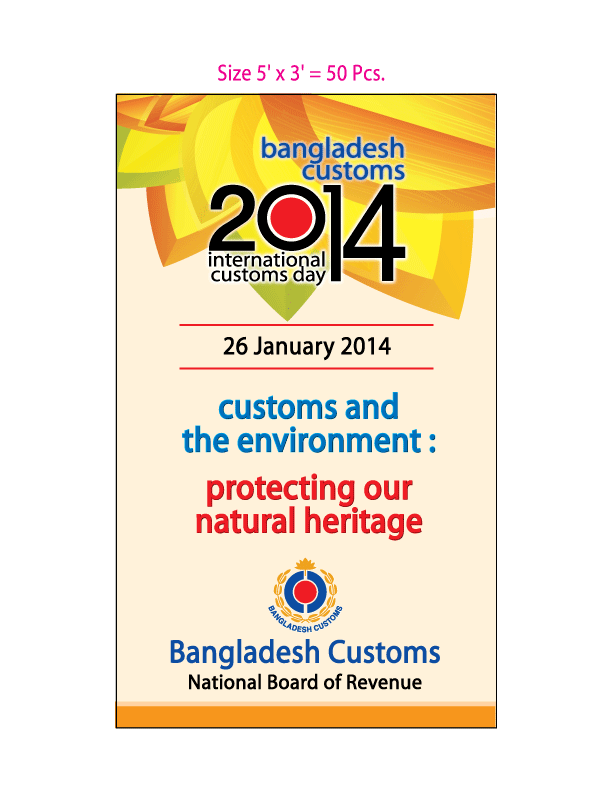 Size 5' x 3' = 50 Pcs.
bangladesh
customs
2014
international
customs day
26 January 2014
customs and
the environment :
protecting our
natural heritage
BANGLADESH CUSTOMS
Bangladesh Customs
National Board of Revenue